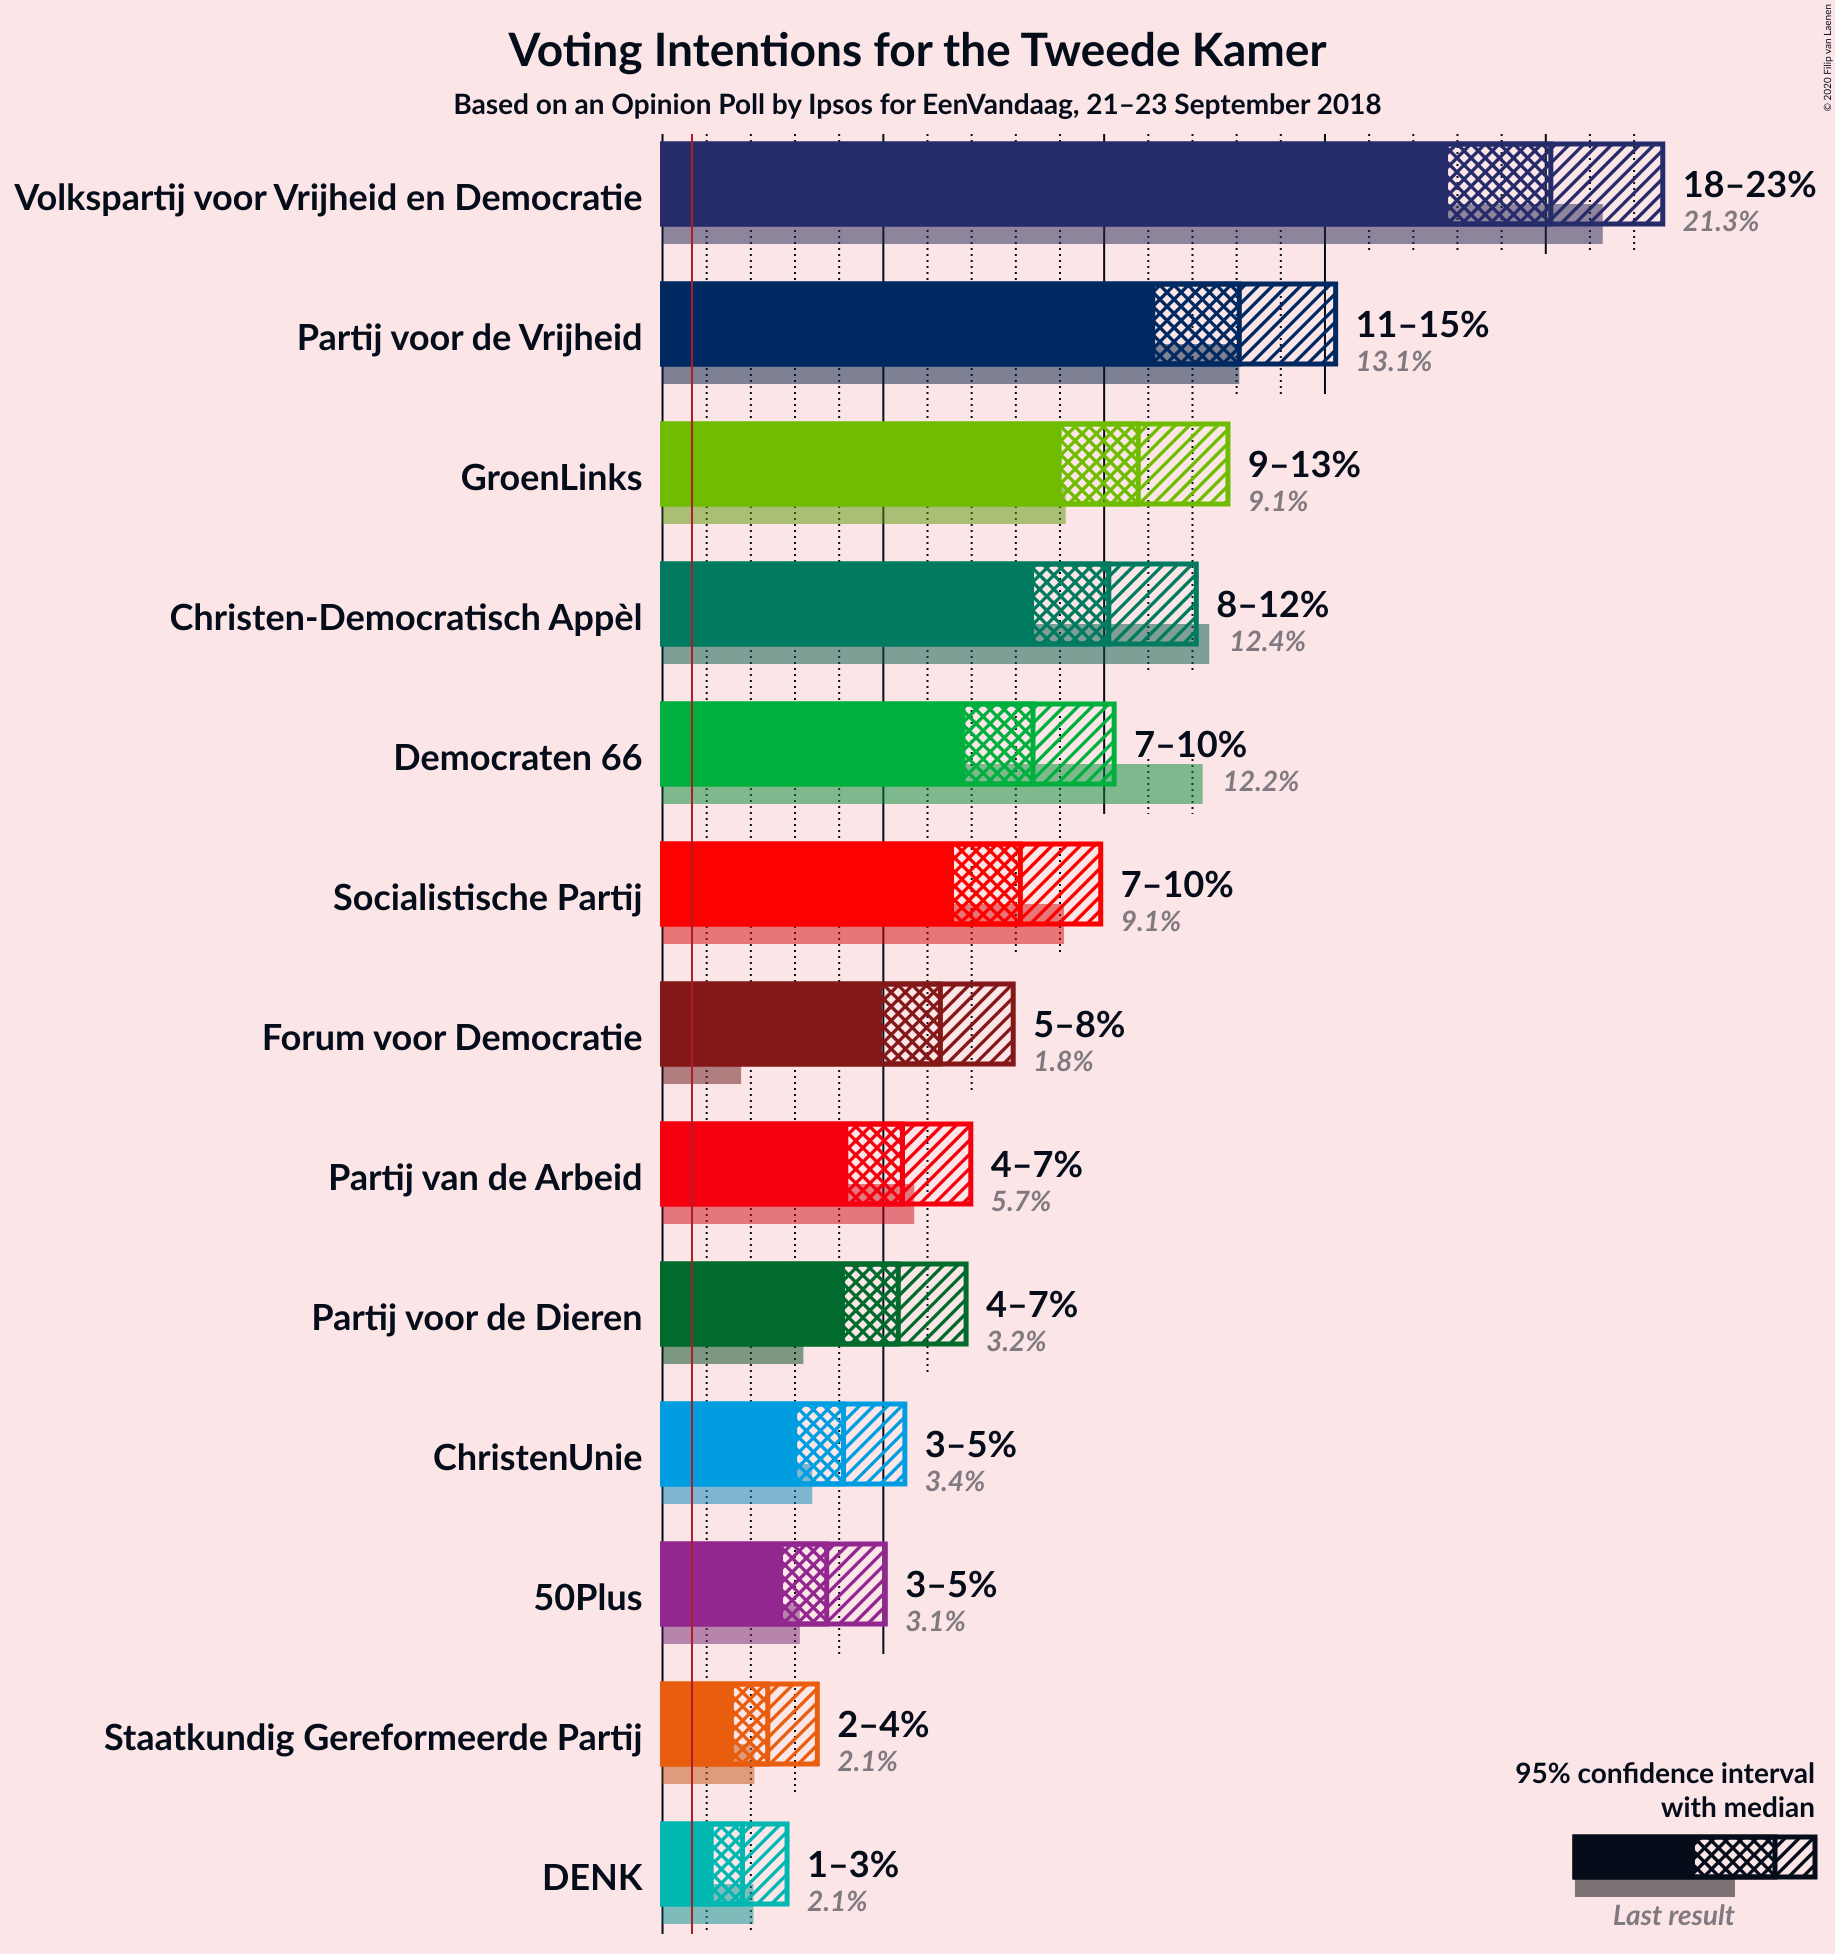 Voting Intentions for the Tweede Kamer
Based on an Opinion Poll by Ipsos for EenVandaag, 21–23 September 2018
© 2020 Filip van Laenen
Volkspartij voor Vrijheid en Democratie
18–23%
21.3%
Partij voor de Vrijheid
11–15%
13.1%
GroenLinks
9–13%
9.1%
Christen-Democratisch Appèl
8–12%
12.4%
Democraten 66
7–10%
12.2%
Socialistische Partij
7–10%
9.1%
Forum voor Democratie
5–8%
1.8%
Partij van de Arbeid
4–7%
5.7%
Partij voor de Dieren
4–7%
3.2%
ChristenUnie
3–5%
3.4%
50Plus
3–5%
3.1%
Staatkundig Gereformeerde Partij
2–4%
2.1%
DENK
1–3%
2.1%
95% confidence interval
with median
Last result